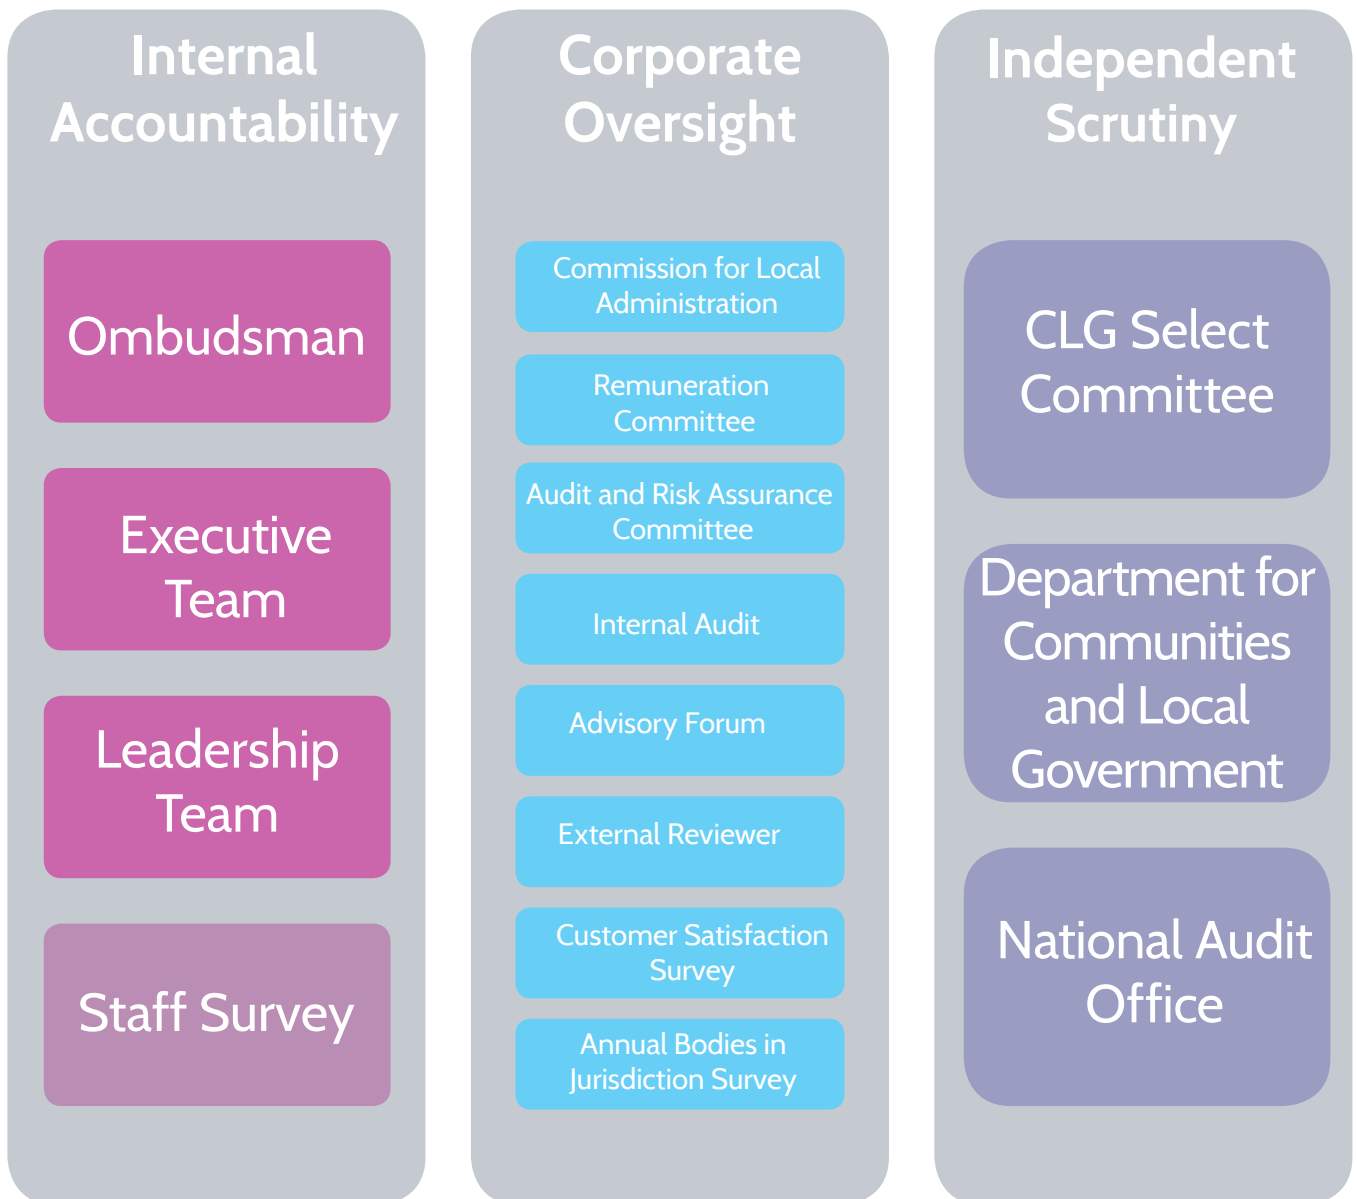 Internal
Accountability
Ombudsman
Executive
Team
Leadership
Team
Staff Survey
Corporate
Oversight
Commission for Local
Administration
Remuneration
Committee
Audit and Risk Assurance
Committee
Internal Audit
Advisory Forum
External Reviewer
Customer Satisfaction
Survey
Annual Bodies in
Jurisdiction Survey
Independent
Scrutiny
CLG Select
Committee
Department for
Communities
and Local
Government
National Audit
Office